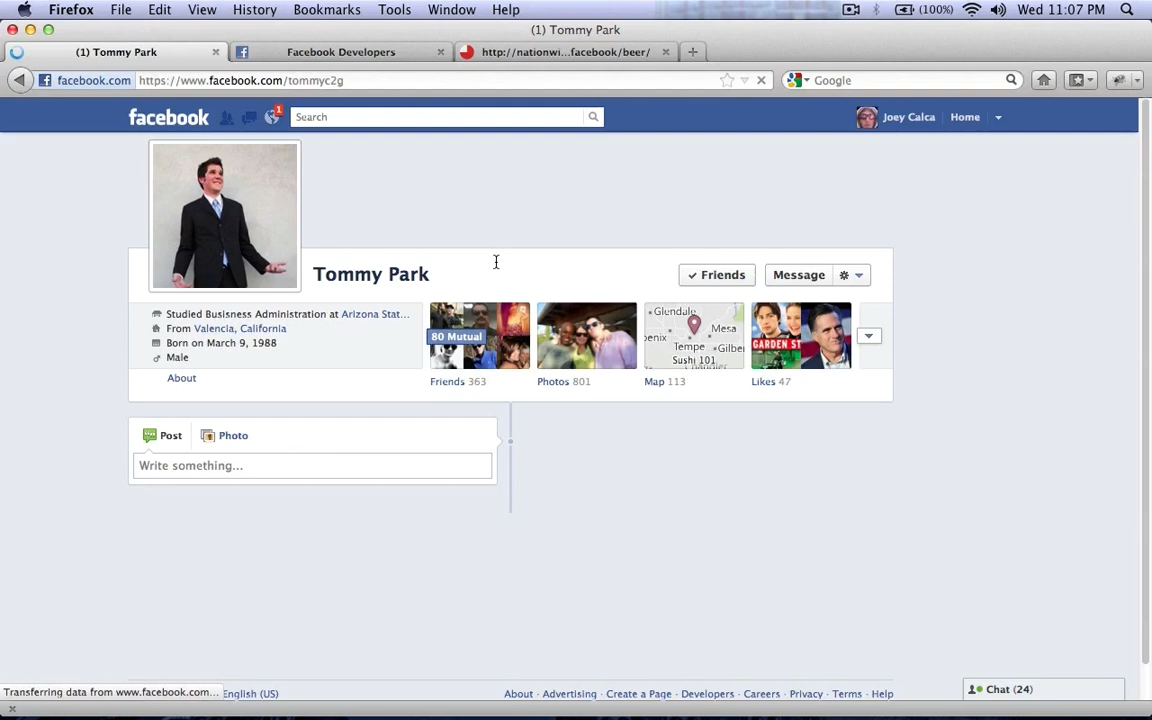 Firefox File Edit View History Bookmarks Tools Window Help (100%) Wed 11:07 PM
(1) Tommy Park
(1) Tommy Park Facebook Developers http://nationwi...facebook/beer/
facebook.com https://www.facebook.com/tommyc2g Google
facebook 1 Search Joey Calca Home
Tommy Park Friends Message
Studied Busisness Administration at Arizona Stat...
From Valencia, California
Born on March 9, 1988
Male
About
80 Mutual
Glendale
Mesa
Tempe
Sushi 101
GARDEN ST
Friends 363 Photos 801 Map 113 Likes 47
Post Photo
Write something...
Transferring data from www.facebook.com... English (US) About · Advertising · Create a Page · Developers · Careers · Privacy · Terms · Help
Chat (24)